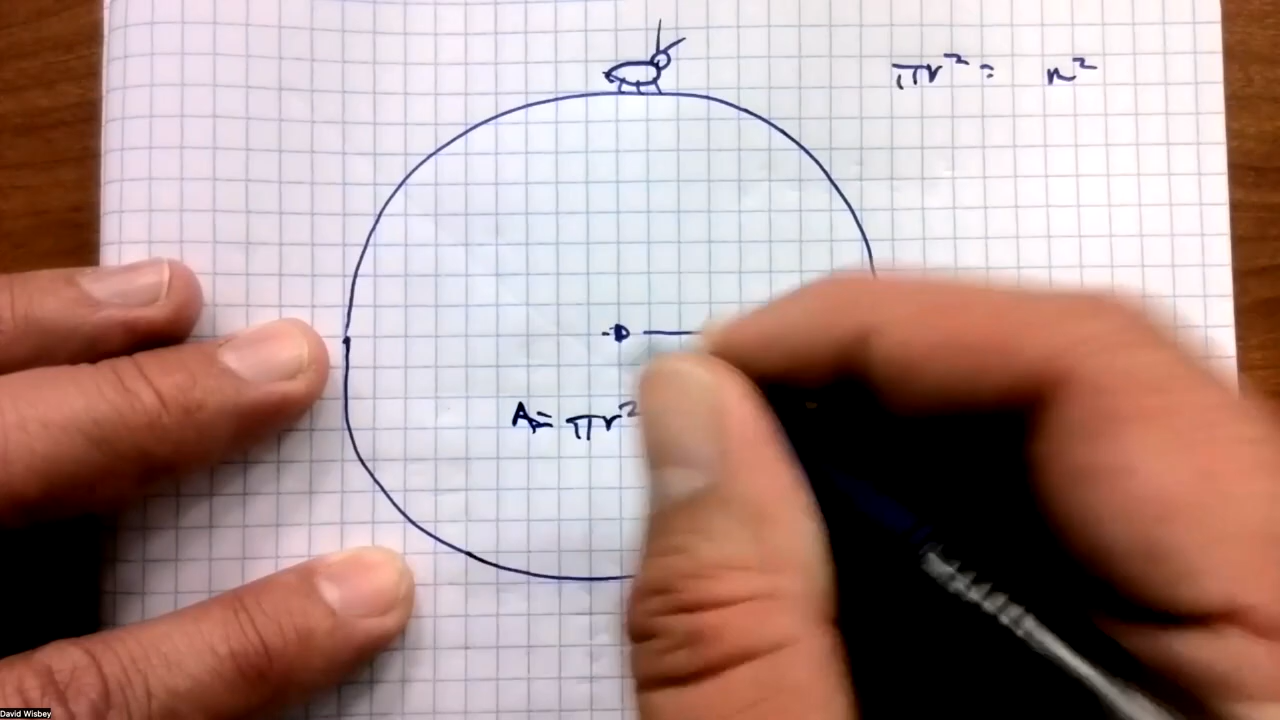 πr² = n²
A = πr²
David Wisbey